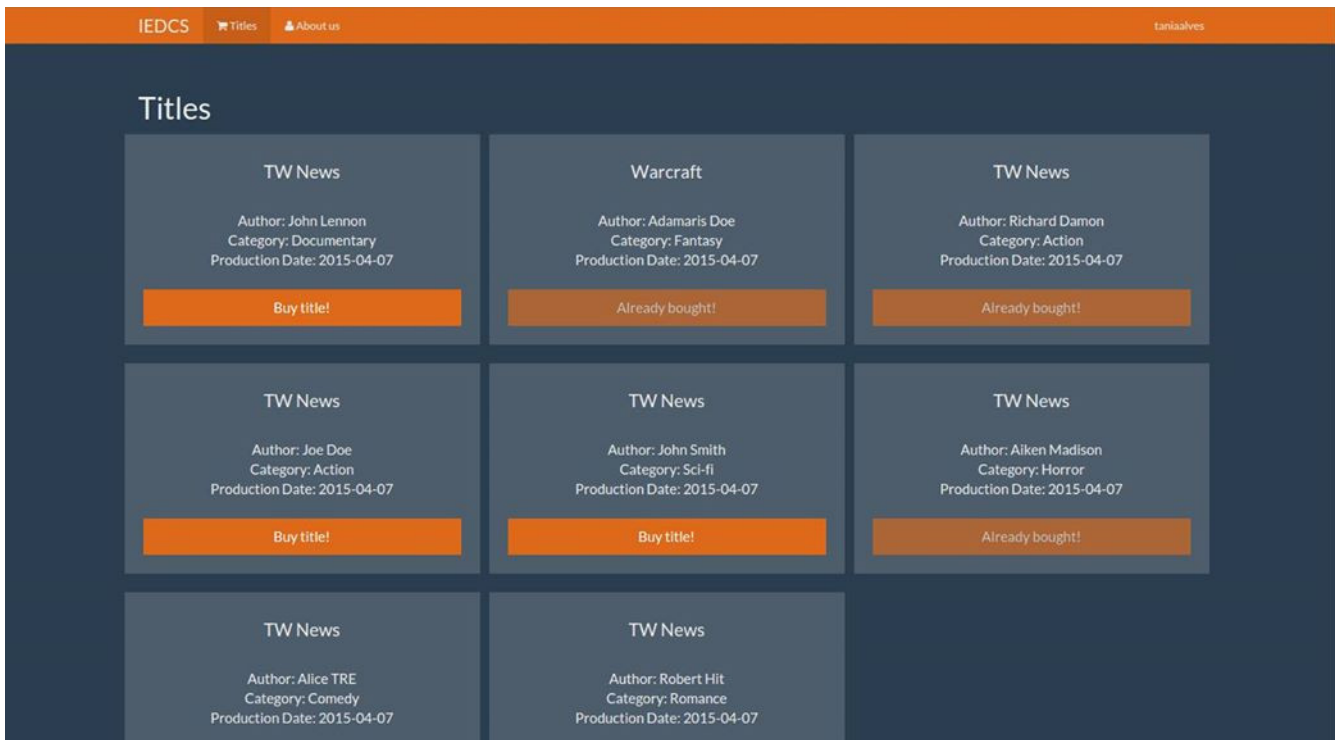 IEDCS Titles About us taniaalves
Titles
TW News
Author: John Lennon
Category: Documentary
Production Date: 2015-04-07
Buy title!
Warcraft
Author: Adamaris Doe
Category: Fantasy
Production Date: 2015-04-07
Already bought!
TW News
Author: Richard Damon
Category: Action
Production Date: 2015-04-07
Already bought!
TW News
Author: Joe Doe
Category: Action
Production Date: 2015-04-07
Buy title!
TW News
Author: John Smith
Category: Sci-fi
Production Date: 2015-04-07
Buy title!
TW News
Author: Aiken Madison
Category: Horror
Production Date: 2015-04-07
Already bought!
TW News
Author: Alice TRE
Category: Comedy
Production Date: 2015-04-07
TW News
Author: Robert Hit
Category: Romance
Production Date: 2015-04-07